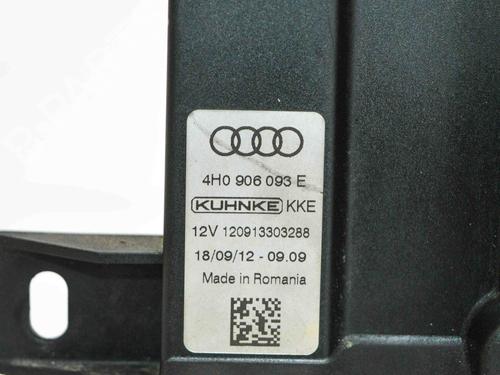 4H0 906 093 E
KUHNKE KKE
12V 120913303288
18/09/12 - 09.09
Made in Romania